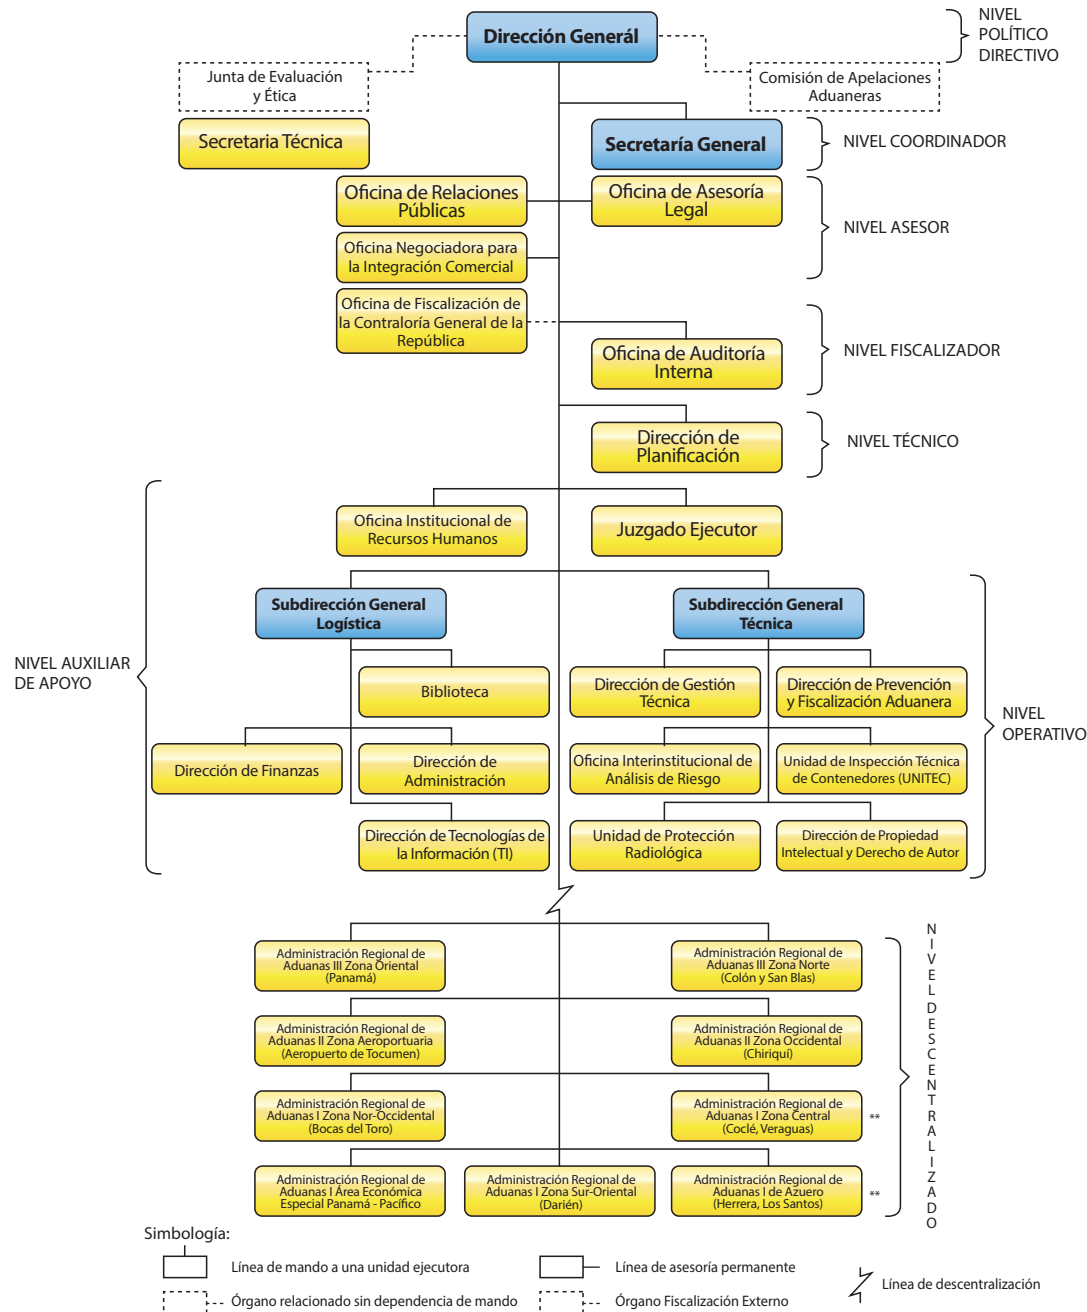 NIVEL
POLÍTICO
DIRECTIVO
Dirección Generál
Junta de Evaluación
y Ética
Comisión de Apelaciones
Aduaneras
Secretaria Técnica
Secretaría General
NIVEL COORDINADOR
Oficina de Relaciones
Públicas
Oficina de Asesoría
Legal
NIVEL ASESOR
Oficina Negociadora para
la Integración Comercial
Oficina de Fiscalización de
la Contraloría General de la
República
Oficina de Auditoría
Interna
NIVEL FISCALIZADOR
Dirección de
Planificación
NIVEL TÉCNICO
Oficina Institucional de
Recursos Humanos
Juzgado Ejecutor
Subdirección General
Logística
Subdirección General
Técnica
NIVEL AUXILIAR
DE APOYO
Biblioteca
Dirección de Gestión
Técnica
Dirección de Prevención
y Fiscalización Aduanera
NIVEL
OPERATIVO
Dirección de Finanzas
Dirección de
Administración
Oficina Interinstitucional de
Análisis de Riesgo
Unidad de Inspección Técnica
de Contenedores (UNITEC)
Dirección de Tecnologías de
la Información (TI)
Unidad de Protección
Radiológica
Dirección de Propiedad
Intelectual y Derecho de Autor
Administración Regional de
Aduanas III Zona Oriental
(Panamá)
Administración Regional de
Aduanas III Zona Norte
(Colón y San Blas)
NIVEL DESCENTRALIZADO
Administración Regional de
Aduanas II Zona Aeroportuaria
(Aeropuerto de Tocumen)
Administración Regional de
Aduanas II Zona Occidental
(Chiriquí)
Administración Regional de
Aduanas I Zona Nor-Occidental
(Bocas del Toro)
Administración Regional de
Aduanas I Zona Central
(Coclé, Veraguas)
**
Administración Regional de
Aduanas I Área Económica
Especial Panamá - Pacífico
Administración Regional de
Aduanas I Zona Sur-Oriental
(Darién)
Administración Regional de
Aduanas I de Azuero
(Herrera, Los Santos)
**
Simbología:
Línea de mando a una unidad ejecutora
Línea de asesoría permanente
Línea de descentralización
Órgano relacionado sin dependencia de mando
Órgano Fiscalización Externo